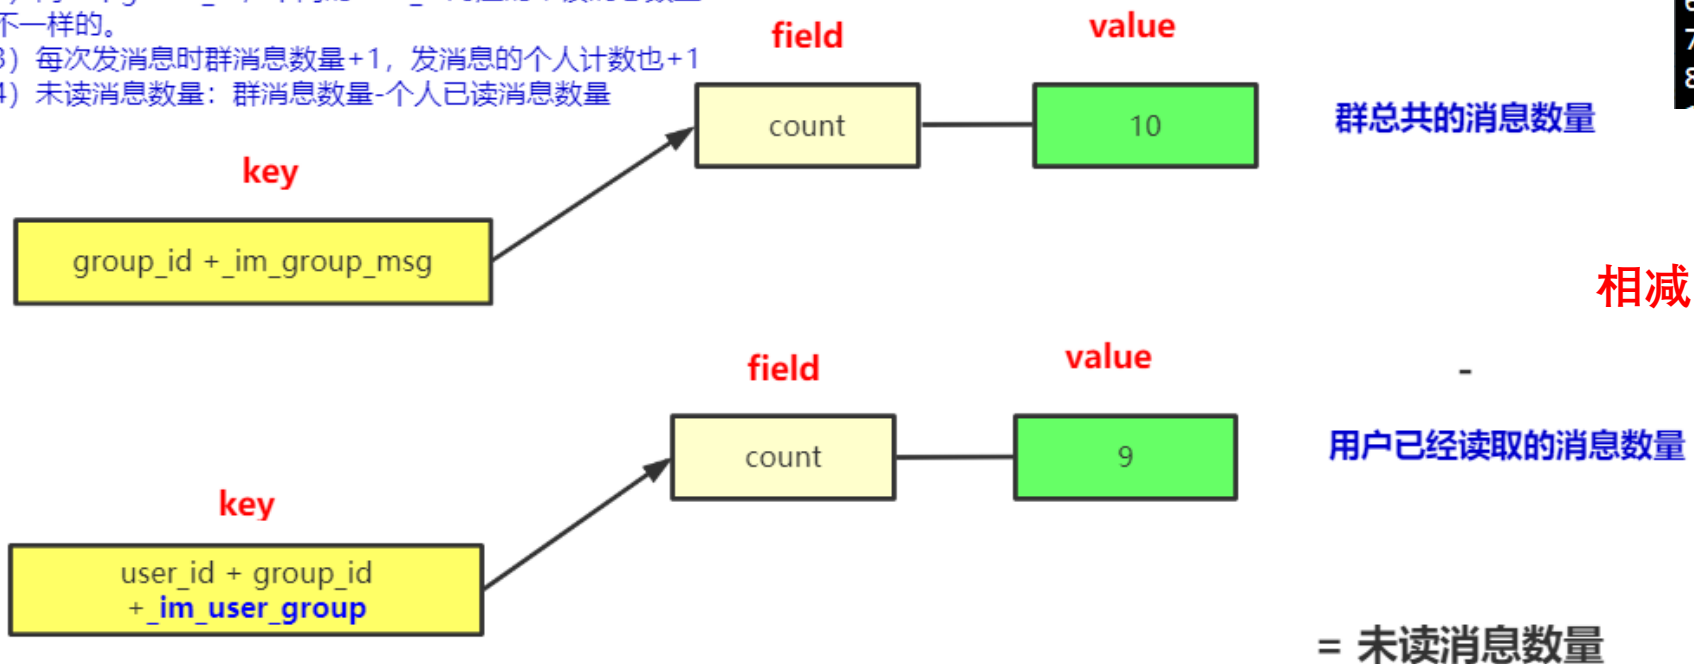 不一样的。
3）每次发消息时群消息数量+1，发消息的个人计数也+1
4）未读消息数量：群消息数量-个人已读消息数量
field
value
count
10
群总共的消息数量
key
group_id +_im_group_msg
相减
field
value
-
count
9
用户已经读取的消息数量
key
user_id + group_id
+_im_user_group
= 未读消息数量
7
8